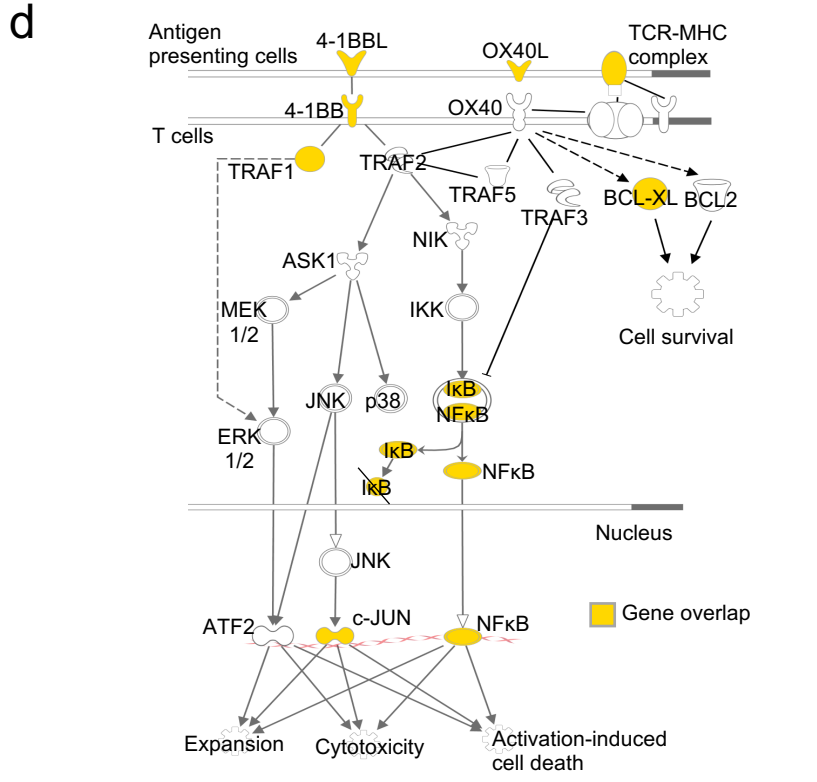 d
Antigen
presenting cells
4-1BBL
OX40L
TCR-MHC
complex
4-1BB
OX40
T cells
TRAF1
TRAF2
TRAF5
TRAF3
BCL-XL
BCL2
NIK
ASK1
MEK
1/2
IKK
Cell survival
JNK
p38
IκB
NFκB
ERK
1/2
IκB
NFκB
IκB
Nucleus
JNK
Gene overlap
ATF2
c-JUN
NFκB
Expansion
Cytotoxicity
Activation-induced
cell death